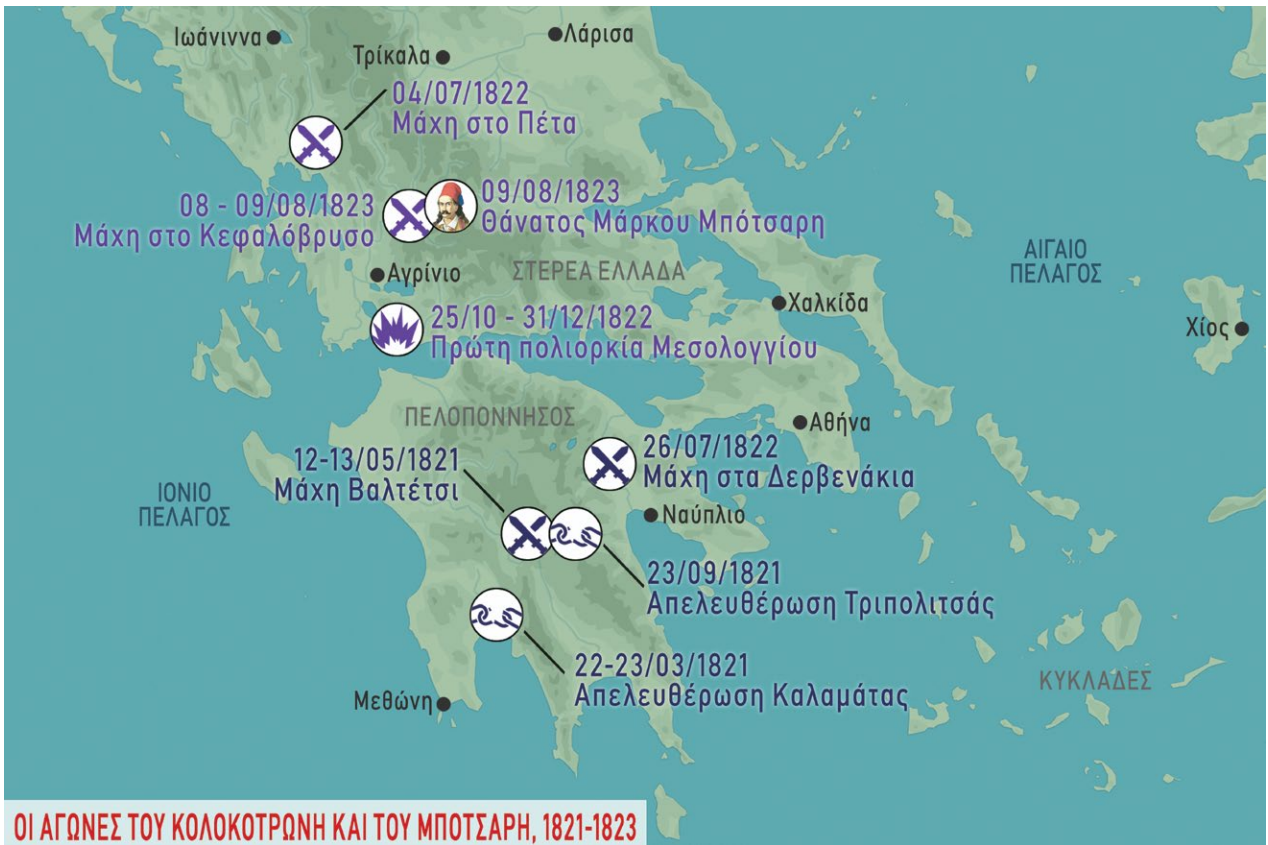 Ιωάνινα
Τρίκαλα
Λάρισα
04/07/1822
Μάχη στο Πέτα
08 - 09/08/1823
Μάχη στο Κεφαλόβρυσο
09/08/1823
Θάνατος Μάρκου Μπότσαρη
Αγρίνιο
ΣΤΕΡΕΑ ΕΛΛΑΔΑ
ΑΙΓΑΙΟ
ΠΕΛΑΓΟΣ
Χαλκίδα
Χίος
25/10 - 31/12/1822
Πρώτη πολιορκία Μεσολογγίου
ΠΕΛΟΠΟΝΝΗΣΟΣ
Αθήνα
12-13/05/1821
Μάχη Βαλτέτσι
26/07/1822
Μάχη στα Δερβενάκια
ΙΟΝΙΟ
ΠΕΛΑΓΟΣ
Ναύπλιο
23/09/1821
Απελευθέρωση Τριπολιτσάς
22-23/03/1821
Απελευθέρωση Καλαμάτας
Μεθώνη
ΚΥΚΛΑΔΕΣ
ΟΙ ΑΓΩΝΕΣ ΤΟΥ ΚΟΛΟΚΟΤΡΩΝΗ ΚΑΙ ΤΟΥ ΜΠΟΤΣΑΡΗ, 1821-1823